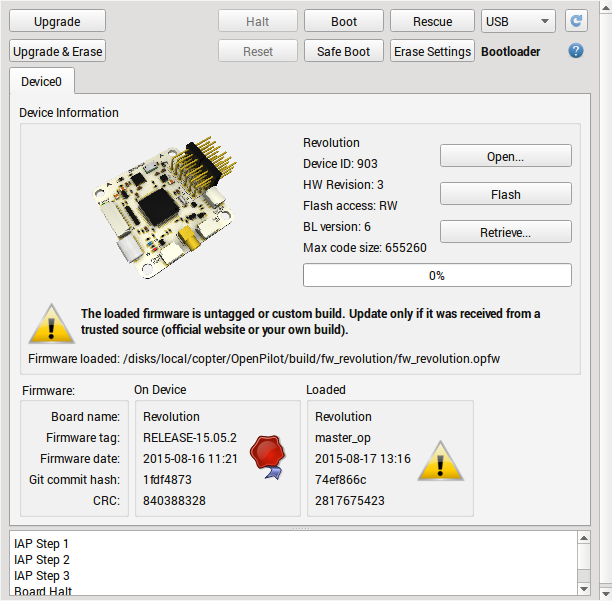 Upgrade Halt Boot Rescue USB
Upgrade & Erase Reset Safe Boot Erase Settings Bootloader ?
Device0
Device Information
Revolution
Device ID: 903
Open...
HW Revision: 3
Flash
Flash access: RW
BL version: 6
Retrieve...
Max code size: 655260
0%
The loaded firmware is untagged or custom build. Update only if it was received from a
trusted source (official website or your own build).
Firmware loaded: /disks/local/copter/OpenPilot/build/fw_revolution/fw_revolution.opfw
Firmware: On Device Loaded
Board name: Revolution Revolution
Firmware tag: RELEASE-15.05.2 master_op
Firmware date: 2015-08-16 11:21 2015-08-17 13:16
Git commit hash: 1fdf4873 74ef866c
CRC: 840388328 2817675423
IAP Step 1
IAP Step 2
IAP Step 3
Board Halt